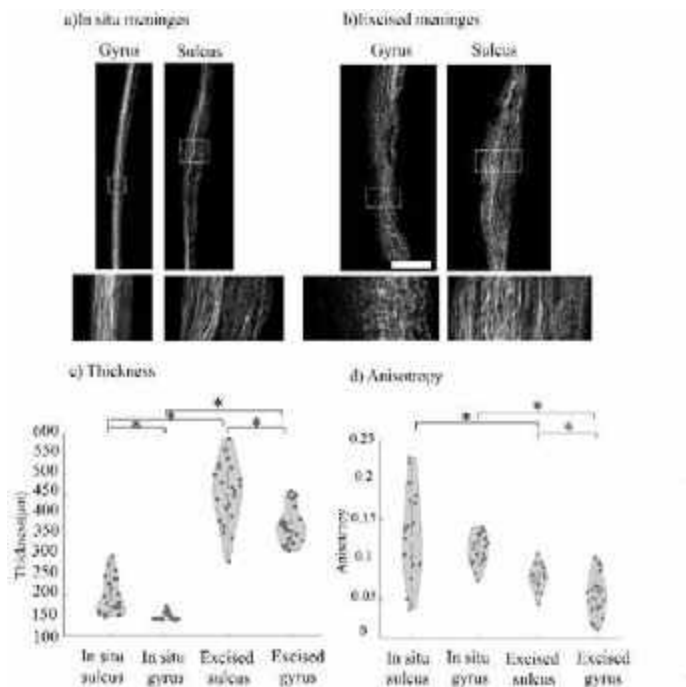 a)In situ meninges
b)Excised meninges
Gyrus
Sulcus
Gyrus
Sulcus
c) Thickness
600
550
500
450
400
350
300
250
200
150
100
Thickness(μm)
In situ sulcus
In situ gyrus
Excised sulcus
Excised gyrus
d) Anisotropy
0.25
0.15
0.1
0.05
0
Anisotropy
In situ sulcus
In situ gyrus
Excised sulcus
Excised gyrus